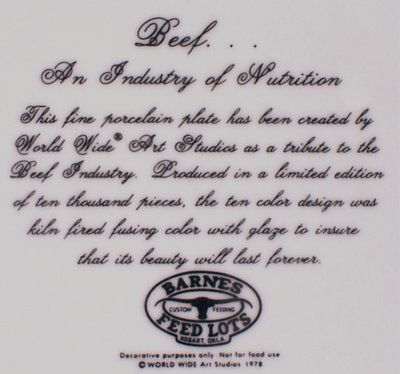 Beef. . .
An Industry of Nutrition
This fine porcelain plate has been created by
World Wide® Art Studios as a tribute to the
Beef Industry. Produced in a limited edition
of ten thousand pieces, the ten color design was
kiln fired fusing color with glaze to insure
that its beauty will last forever.
BARNES
CUSTOM FEEDING
FEED LOTS
HOBART, OKLA.
Decorative purposes only Not for food use
© WORLD WIDE Art Studios 1978